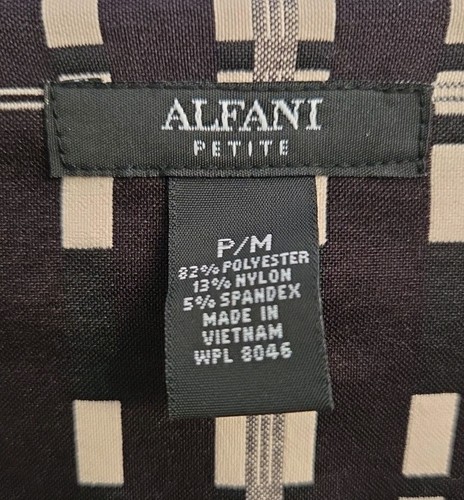 ALFANI
PETITE
P/M
82% POLYESTER
13% NYLON
5% SPANDEX
MADE IN
VIETNAM
WPL 8046